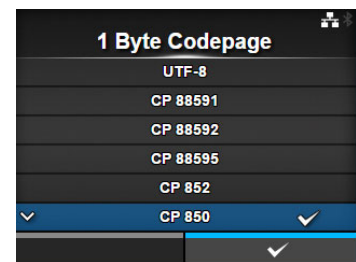 1 Byte Codepage
UTF-8
CP 88591
CP 88592
CP 88595
CP 852
CP 850